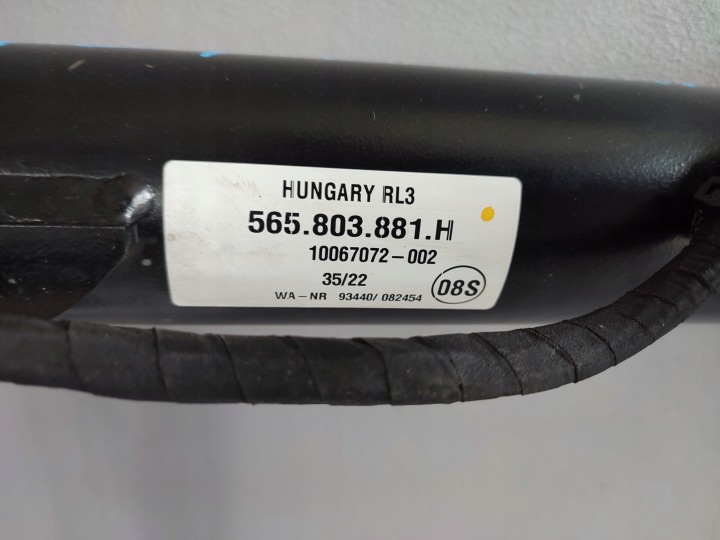 HUNGARY RL3
565.803.881.H
10067072-002
35/22
WA-NR 93440/ 082454
D8S